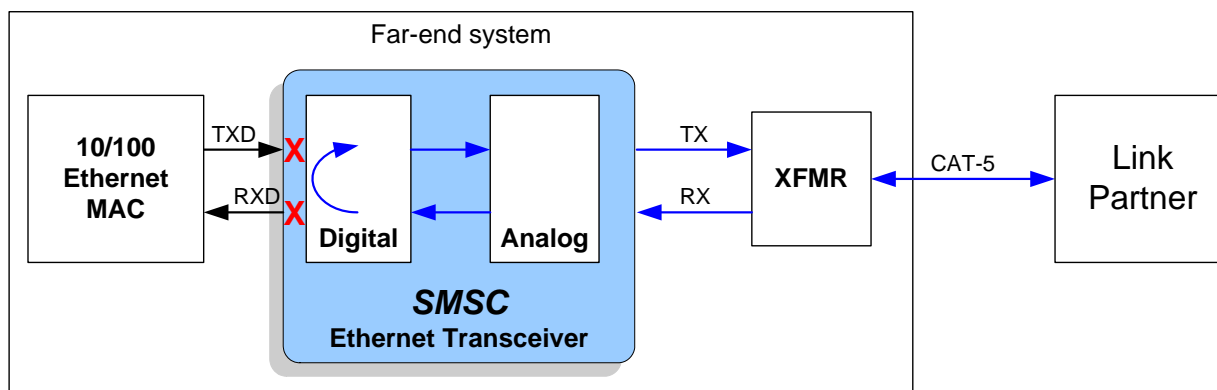 Far-end system
10/100
Ethernet
MAC
TXD
RXD
X
X
Digital
Analog
SMSC
Ethernet Transceiver
TX
RX
XFMR
CAT-5
Link
Partner